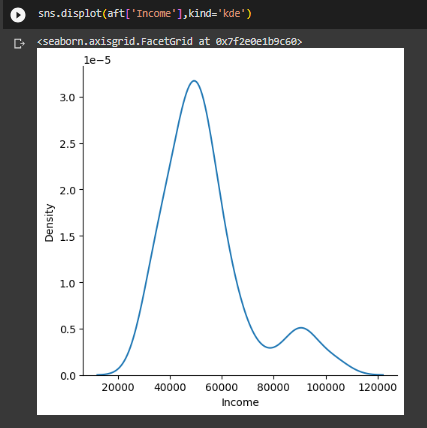 sns.displot(aft['Income'],kind='kde')
<seaborn.axisgrid.FacetGrid at 0x7f2e0e1b9c60>
1e−5
3.0
2.5
2.0
1.5
1.0
0.5
0.0
Density
20000 40000 60000 80000 100000 120000
Income